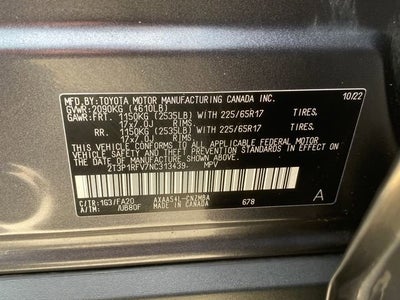 MFD.BY:TOYOTA MOTOR MANUFACTURING CANADA INC. 10/22
GVWR:2090KG (4610LB)
GAWR:FRT. 1150KG (2535LB) WITH 225/65R17 TIRES.
17x7.0J RIMS.
RR. 1150KG (2535LB) WITH 225/65R17 TIRES.
17x7.0J RIMS.
THIS VEHICLE CONFORMS TO ALL APPLICABLE FEDERAL MOTOR
VEHICLE SAFETY, BUMPER, AND THEFT PREVENTION STANDARDS
IN EFFECT ON THE DATE OF MANUFACTURE SHOWN ABOVE.
2T3P1RFV7NC313439- MPV
A
C/TR:1G3/FA20 AXAA54L-CNZMBA
A/TM: /UB80F MADE IN CANADA 678